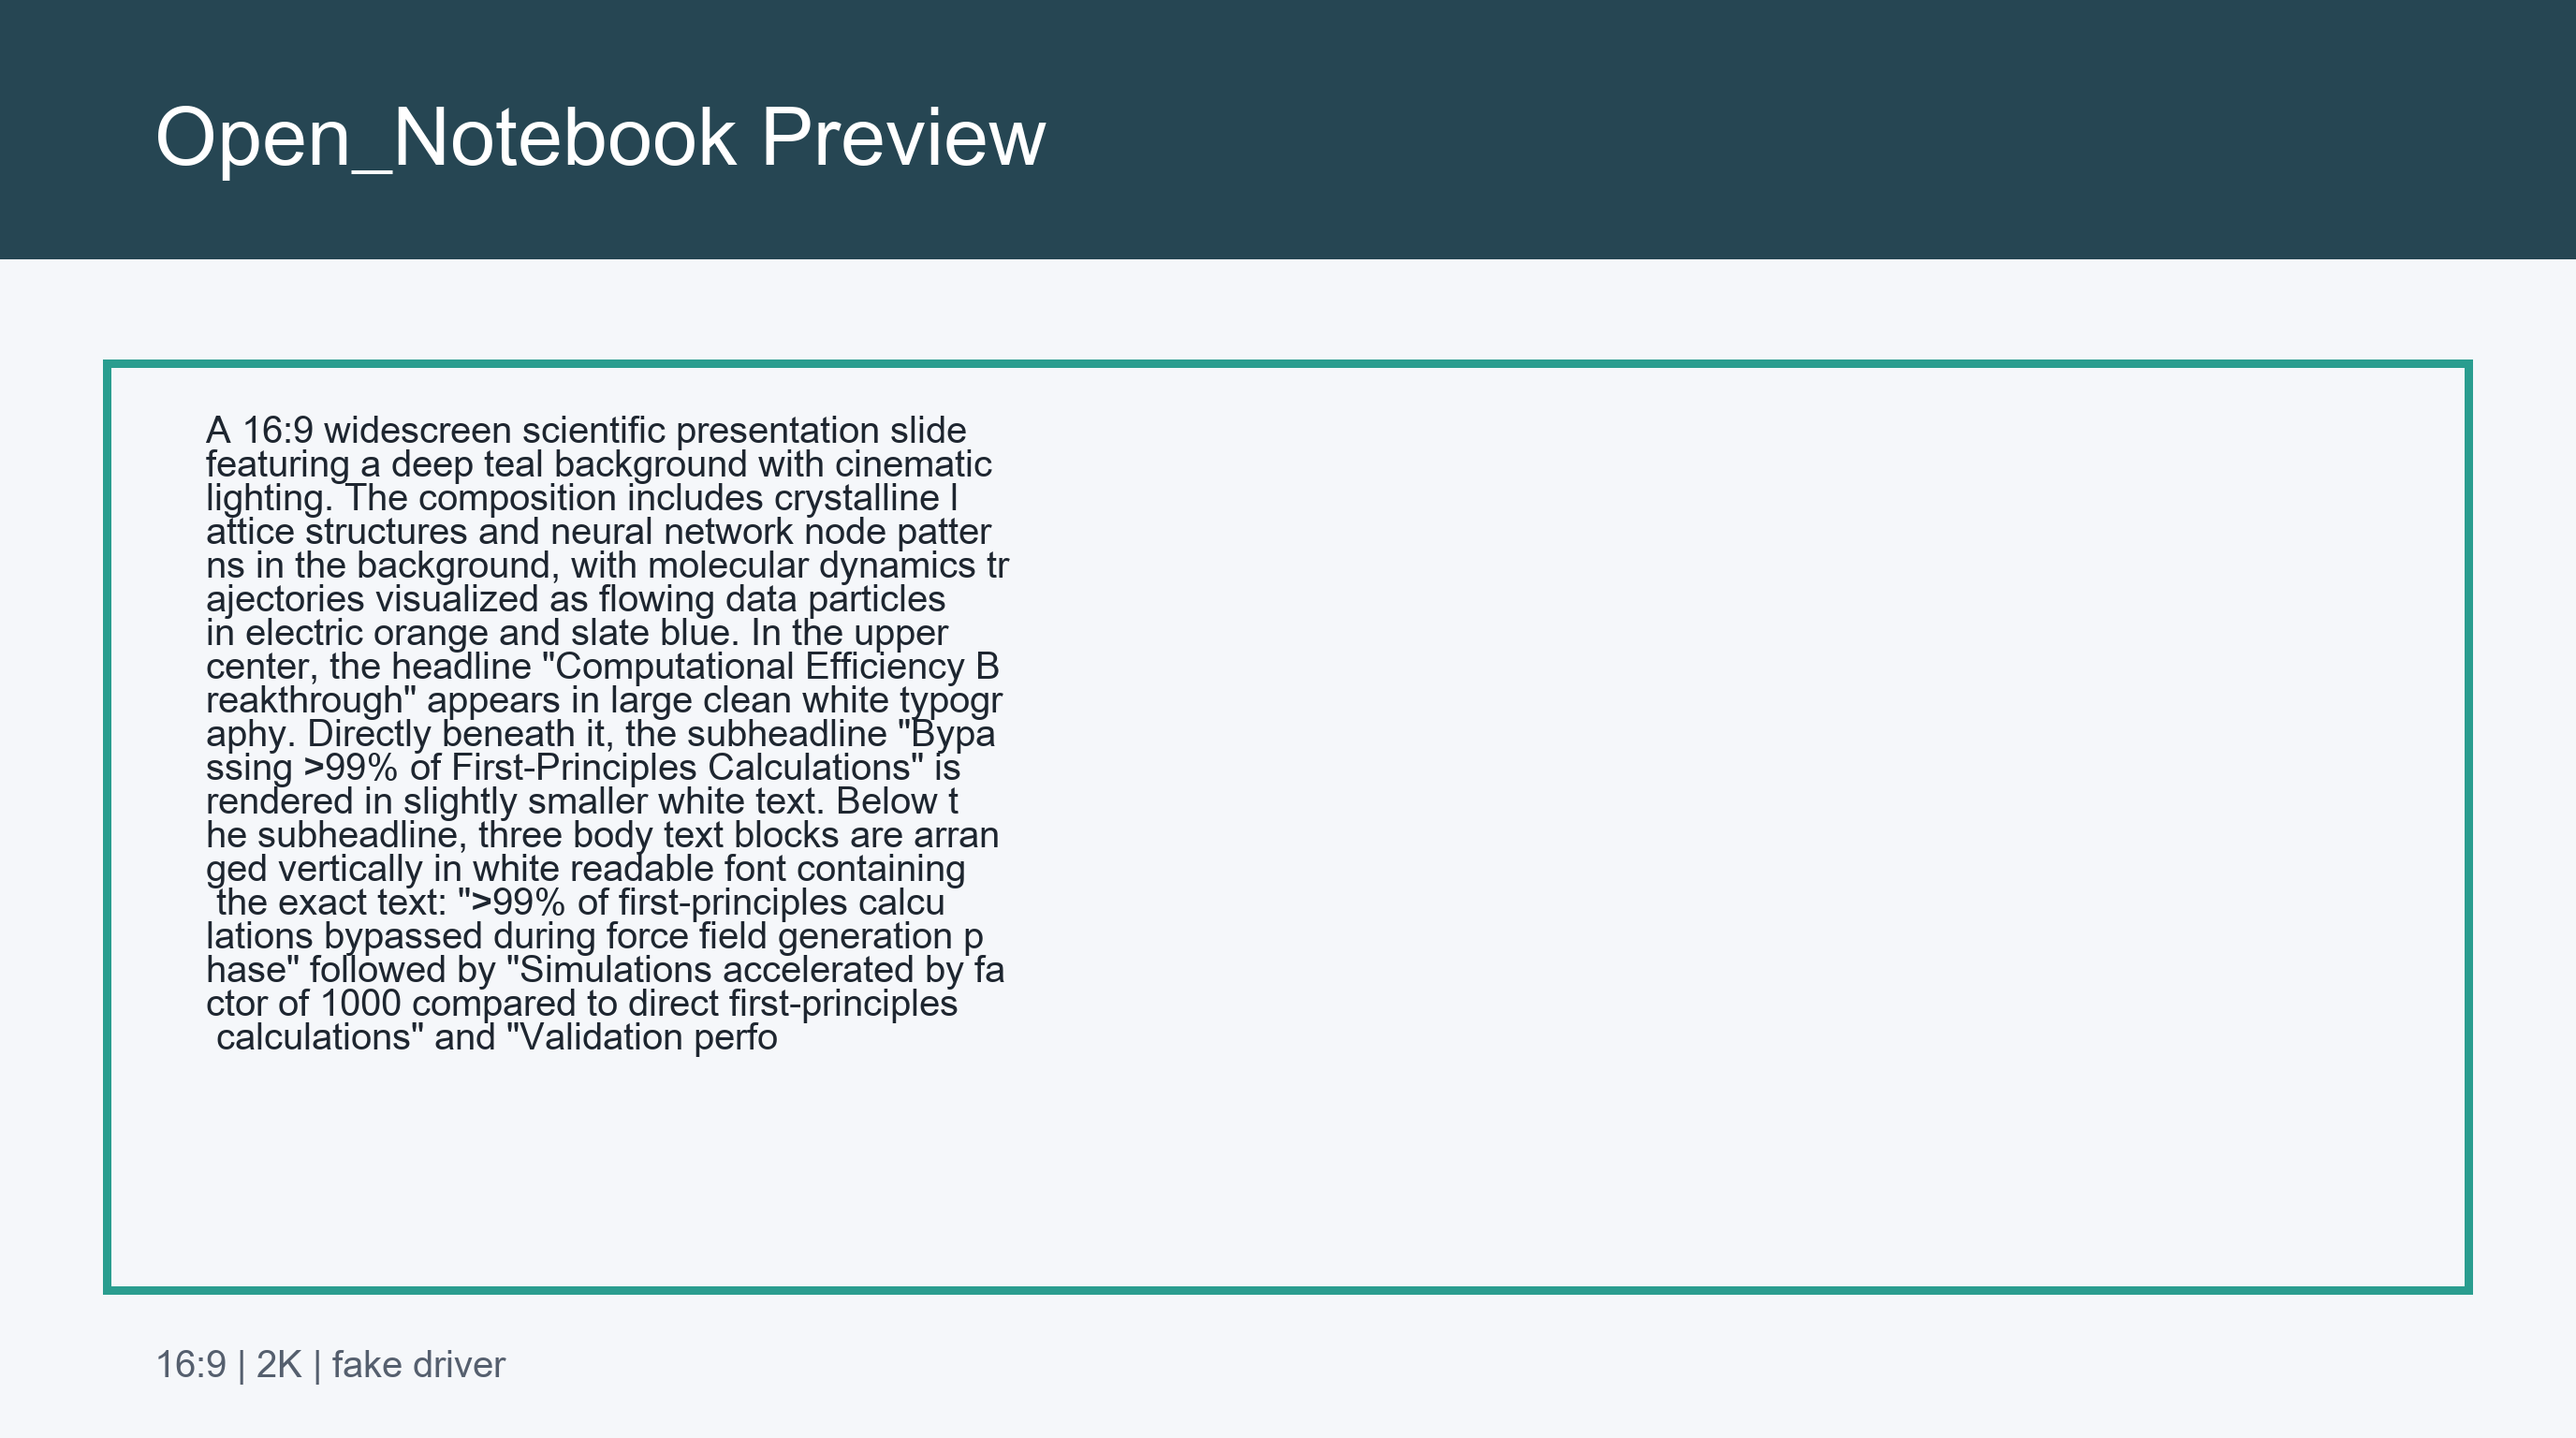 Open_Notebook Preview
A 16:9 widescreen scientific presentation slide
featuring a deep teal background with cinematic
lighting. The composition includes crystalline l
attice structures and neural network node patter
ns in the background, with molecular dynamics tr
ajectories visualized as flowing data particles
in electric orange and slate blue. In the upper
center, the headline "Computational Efficiency B
reakthrough" appears in large clean white typogr
aphy. Directly beneath it, the subheadline "Bypa
ssing >99% of First-Principles Calculations" is
rendered in slightly smaller white text. Below t
he subheadline, three body text blocks are arran
ged vertically in white readable font containing
 the exact text: ">99% of first-principles calcu
lations bypassed during force field generation p
hase" followed by "Simulations accelerated by fa
ctor of 1000 compared to direct first-principles
 calculations" and "Validation perfo
16:9 | 2K | fake driver